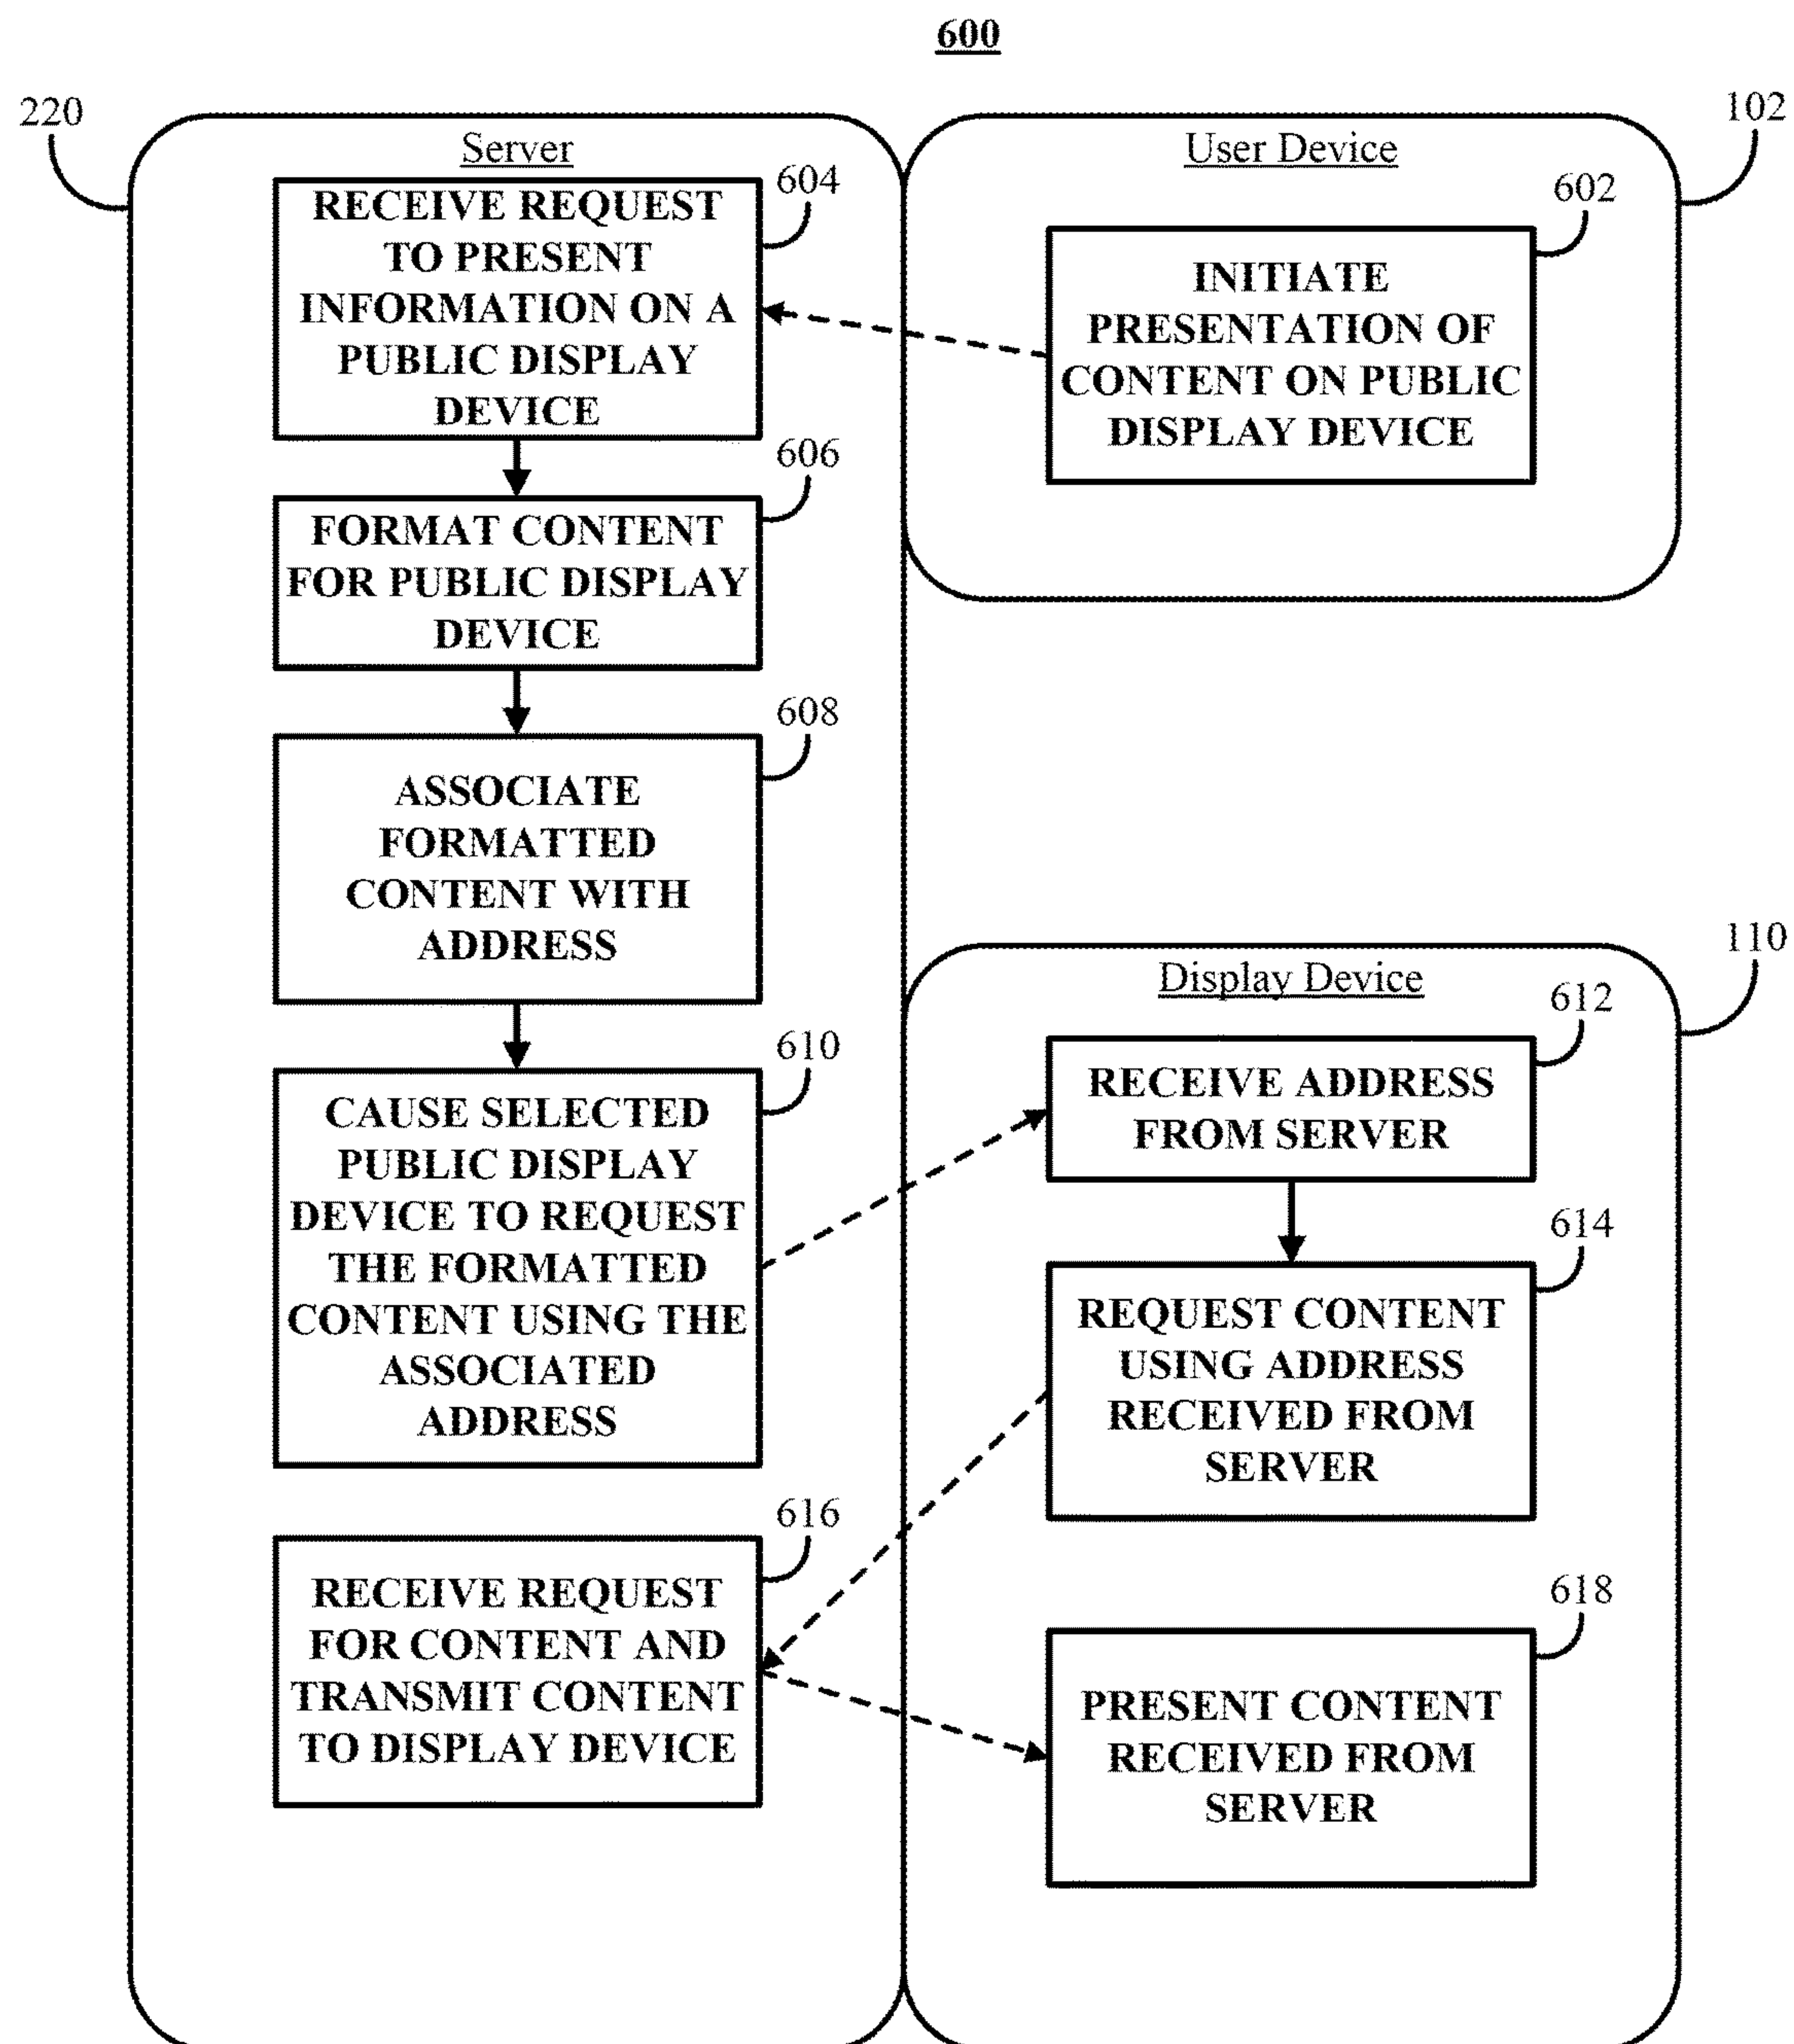 600
220
Server
604
RECEIVE REQUEST
TO PRESENT
INFORMATION ON A
PUBLIC DISPLAY
DEVICE
606
FORMAT CONTENT
FOR PUBLIC DISPLAY
DEVICE
608
ASSOCIATE
FORMATTED
CONTENT WITH
ADDRESS
610
CAUSE SELECTED
PUBLIC DISPLAY
DEVICE TO REQUEST
THE FORMATTED
CONTENT USING THE
ASSOCIATED
ADDRESS
616
RECEIVE REQUEST
FOR CONTENT AND
TRANSMIT CONTENT
TO DISPLAY DEVICE
102
User Device
602
INITIATE
PRESENTATION OF
CONTENT ON PUBLIC
DISPLAY DEVICE
110
Display Device
612
RECEIVE ADDRESS
FROM SERVER
614
REQUEST CONTENT
USING ADDRESS
RECEIVED FROM
SERVER
618
PRESENT CONTENT
RECEIVED FROM
SERVER